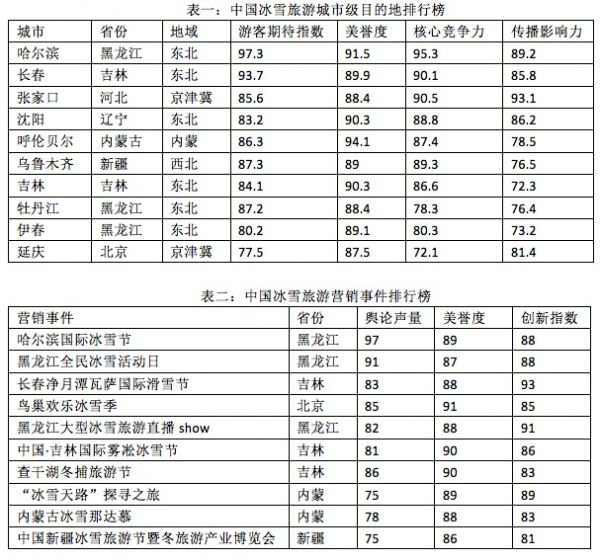 表一：中国冰雪旅游城市级目的地排行榜
城市 省份 地域 游客期待指数 美誉度 核心竞争力 传播影响力
哈尔滨 黑龙江 东北 97.3 91.5 95.3 89.2
长春 吉林 东北 93.7 89.9 90.1 85.8
张家口 河北 京津冀 85.6 88.4 90.5 93.1
沈阳 辽宁 东北 83.2 90.3 88.8 86.2
呼伦贝尔 内蒙古 内蒙 86.3 94.1 87.4 78.5
乌鲁木齐 新疆 西北 87.3 89 89.3 76.5
吉林 吉林 东北 84.1 90.3 86.6 72.3
牡丹江 黑龙江 东北 87.2 88.4 78.3 76.4
伊春 黑龙江 东北 80.2 89.1 80.3 73.2
延庆 北京 京津冀 77.5 87.5 72.1 81.4
表二：中国冰雪旅游营销事件排行榜
营销事件 省份 舆论声量 美誉度 创新指数
哈尔滨国际冰雪节 黑龙江 97 89 88
黑龙江全民冰雪活动日 黑龙江 91 87 88
长春净月潭瓦萨国际滑雪节 吉林 83 88 93
鸟巢欢乐冰雪季 北京 85 91 85
黑龙江大型冰雪旅游直播 show 黑龙江 82 88 91
中国·吉林国际雾凇冰雪节 吉林 81 90 86
查干湖冬捕旅游节 吉林 86 90 83
“冰雪天路”探寻之旅 内蒙 75 89 89
内蒙古冰雪那达慕 内蒙 78 88 83
中国新疆冰雪旅游节暨冬旅游产业博览会 新疆 75 86 81